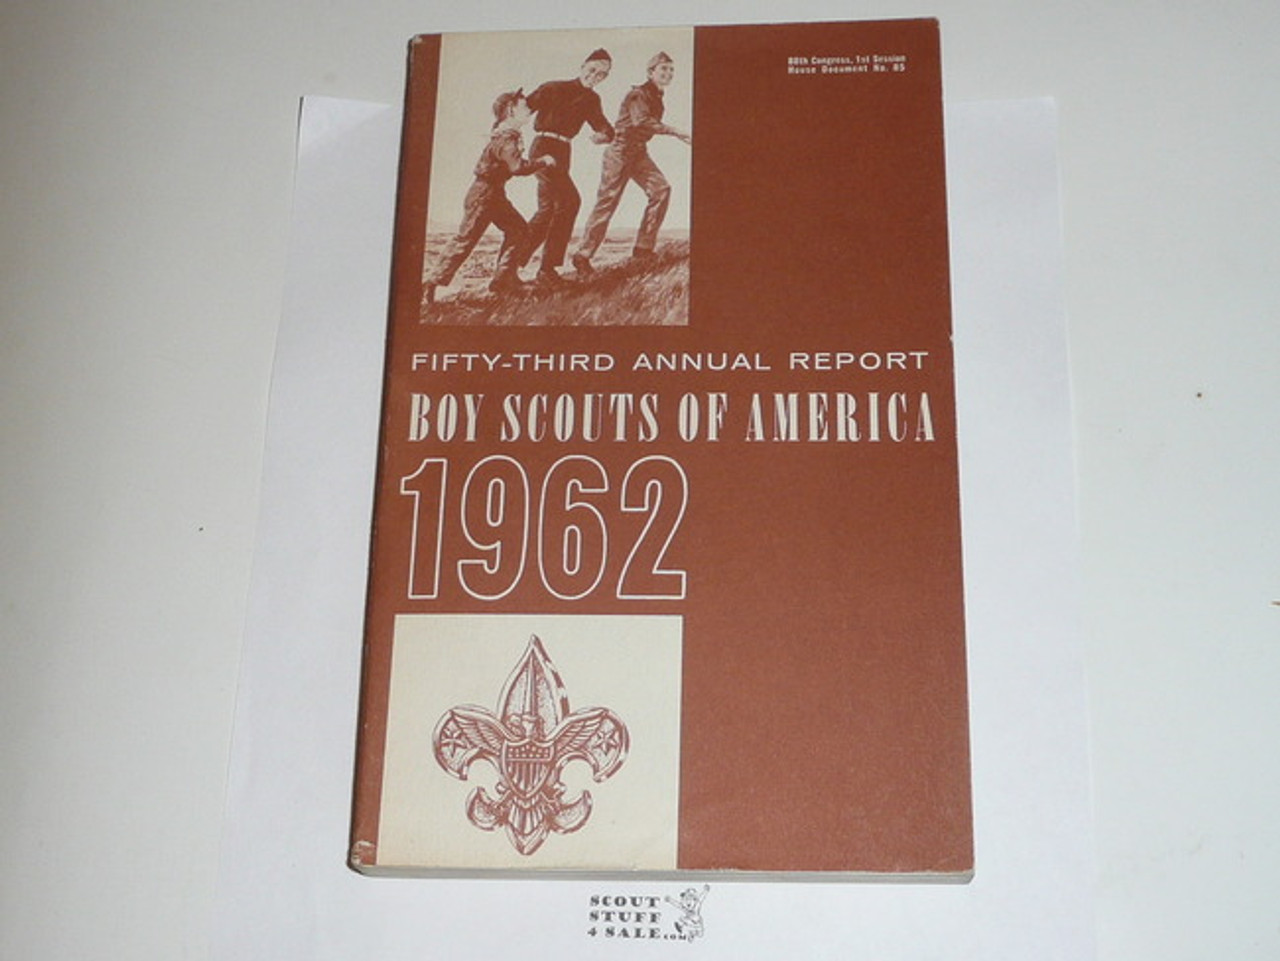 88th Congress, 1st Session
House Document No. 85
FIFTY-THIRD ANNUAL REPORT
BOY SCOUTS OF AMERICA
1962
SCOUT
STUFF
4 SALE.COM